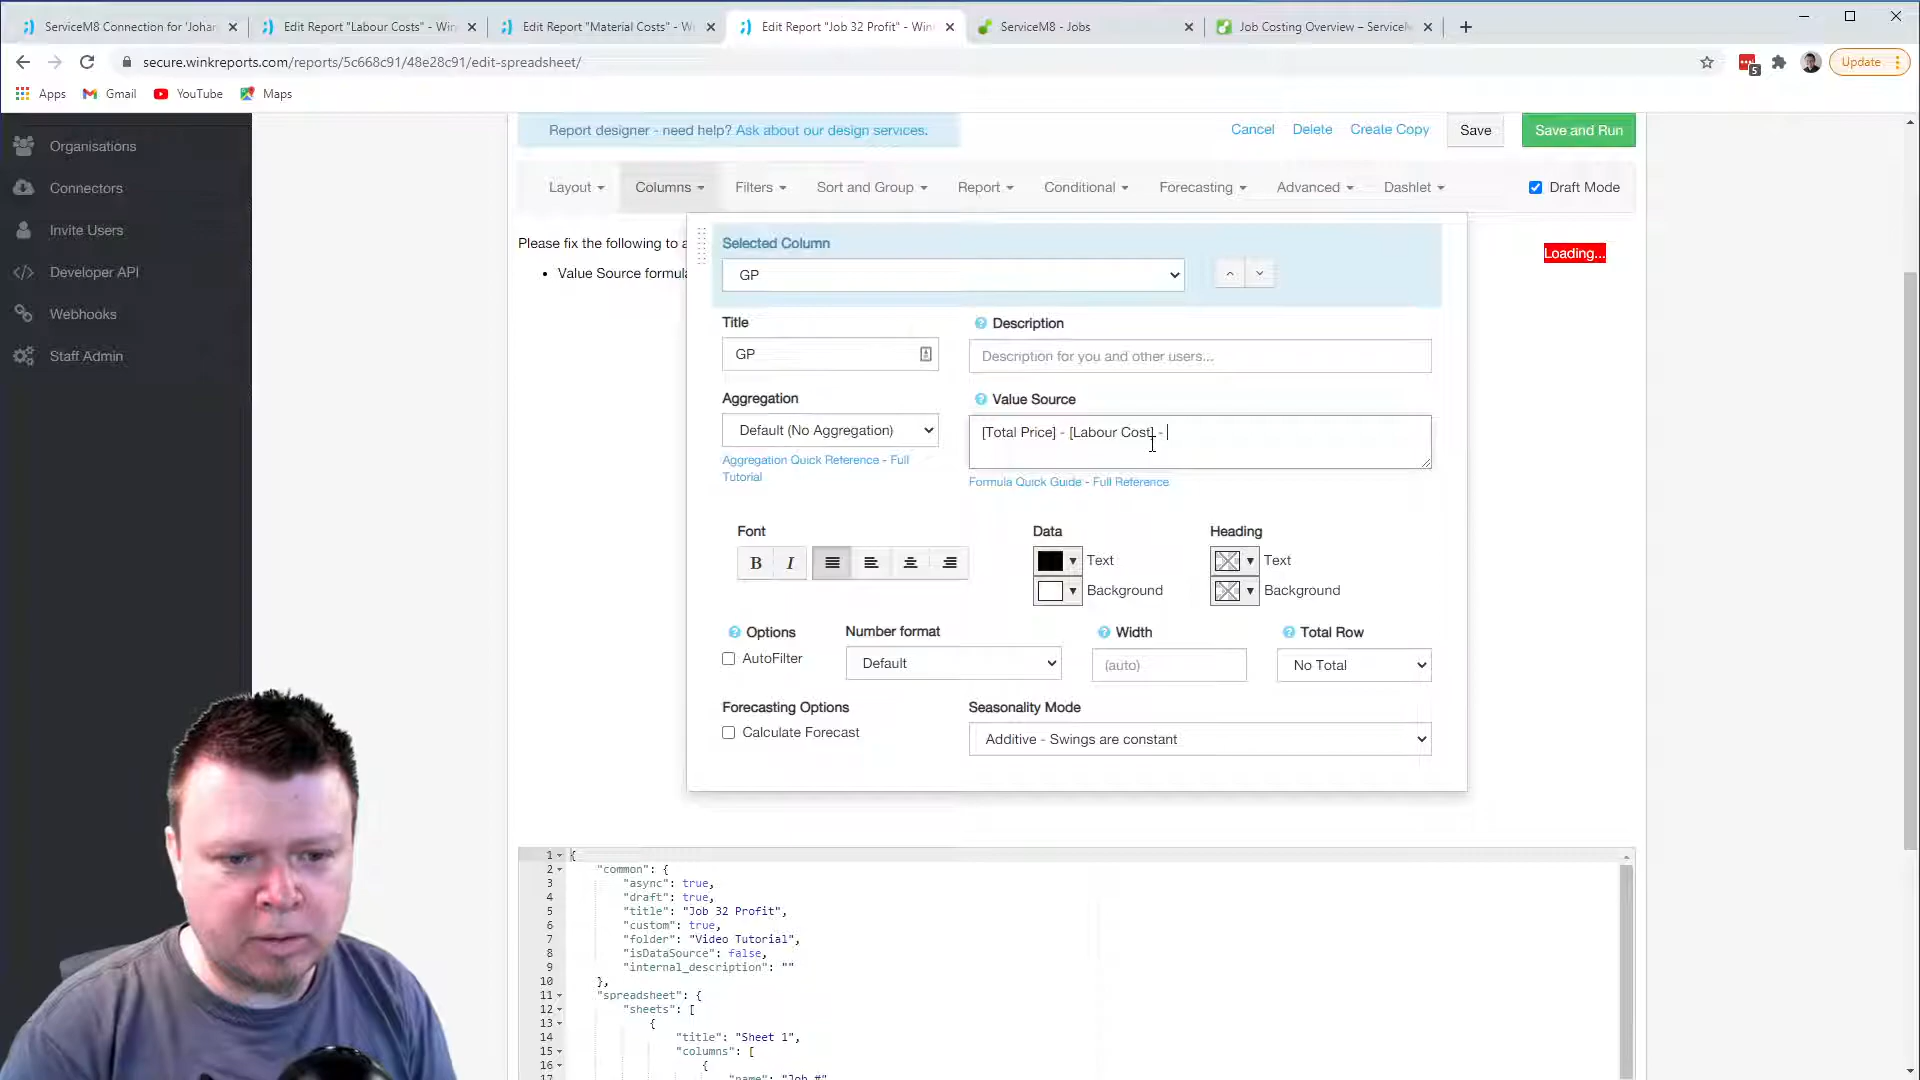 ServiceM8 Connection for 'Johan
Edit Report "Labour Costs" - Win
Edit Report "Material Costs" - W
Edit Report "Job 32 Profit" - Win
ServiceM8 - Jobs
Job Costing Overview – ServiceM
secure.winkreports.com/reports/5c668c91/48e28c91/edit-spreadsheet/
5
Update
Apps
Gmail
YouTube
Maps
Organisations
Connectors
Invite Users
Developer API
Webhooks
Staff Admin
Report designer - need help? Ask about our design services.
Cancel
Delete
Create Copy
Save
Save and Run
Layout
Columns
Filters
Sort and Group
Report
Conditional
Forecasting
Advanced
Dashlet
Draft Mode
Please fix the following to a
Value Source formula
Loading...
Selected Column
GP
Title
Description
GP
Description for you and other users...
Aggregation
Value Source
Default (No Aggregation)
[Total Price] - [Labour Cost] -
Aggregation Quick Reference - Full
Tutorial
Formula Quick Guide - Full Reference
Font
Data
Heading
B I
Text
Text
Background
Background
Options
Number format
Width
Total Row
AutoFilter
Default
(auto)
No Total
Forecasting Options
Seasonality Mode
Calculate Forecast
Additive - Swings are constant
1 {
2 "common": {
3 "async": true,
4 "draft": true,
5 "title": "Job 32 Profit",
6 "custom": true,
7 "folder": "Video Tutorial",
8 "isDataSource": false,
9 "internal_description": ""
10 },
11 "spreadsheet": {
12 "sheets": [
13 {
14 "title": "Sheet 1",
15 "columns": [
16 {
17 "name": "Job #"